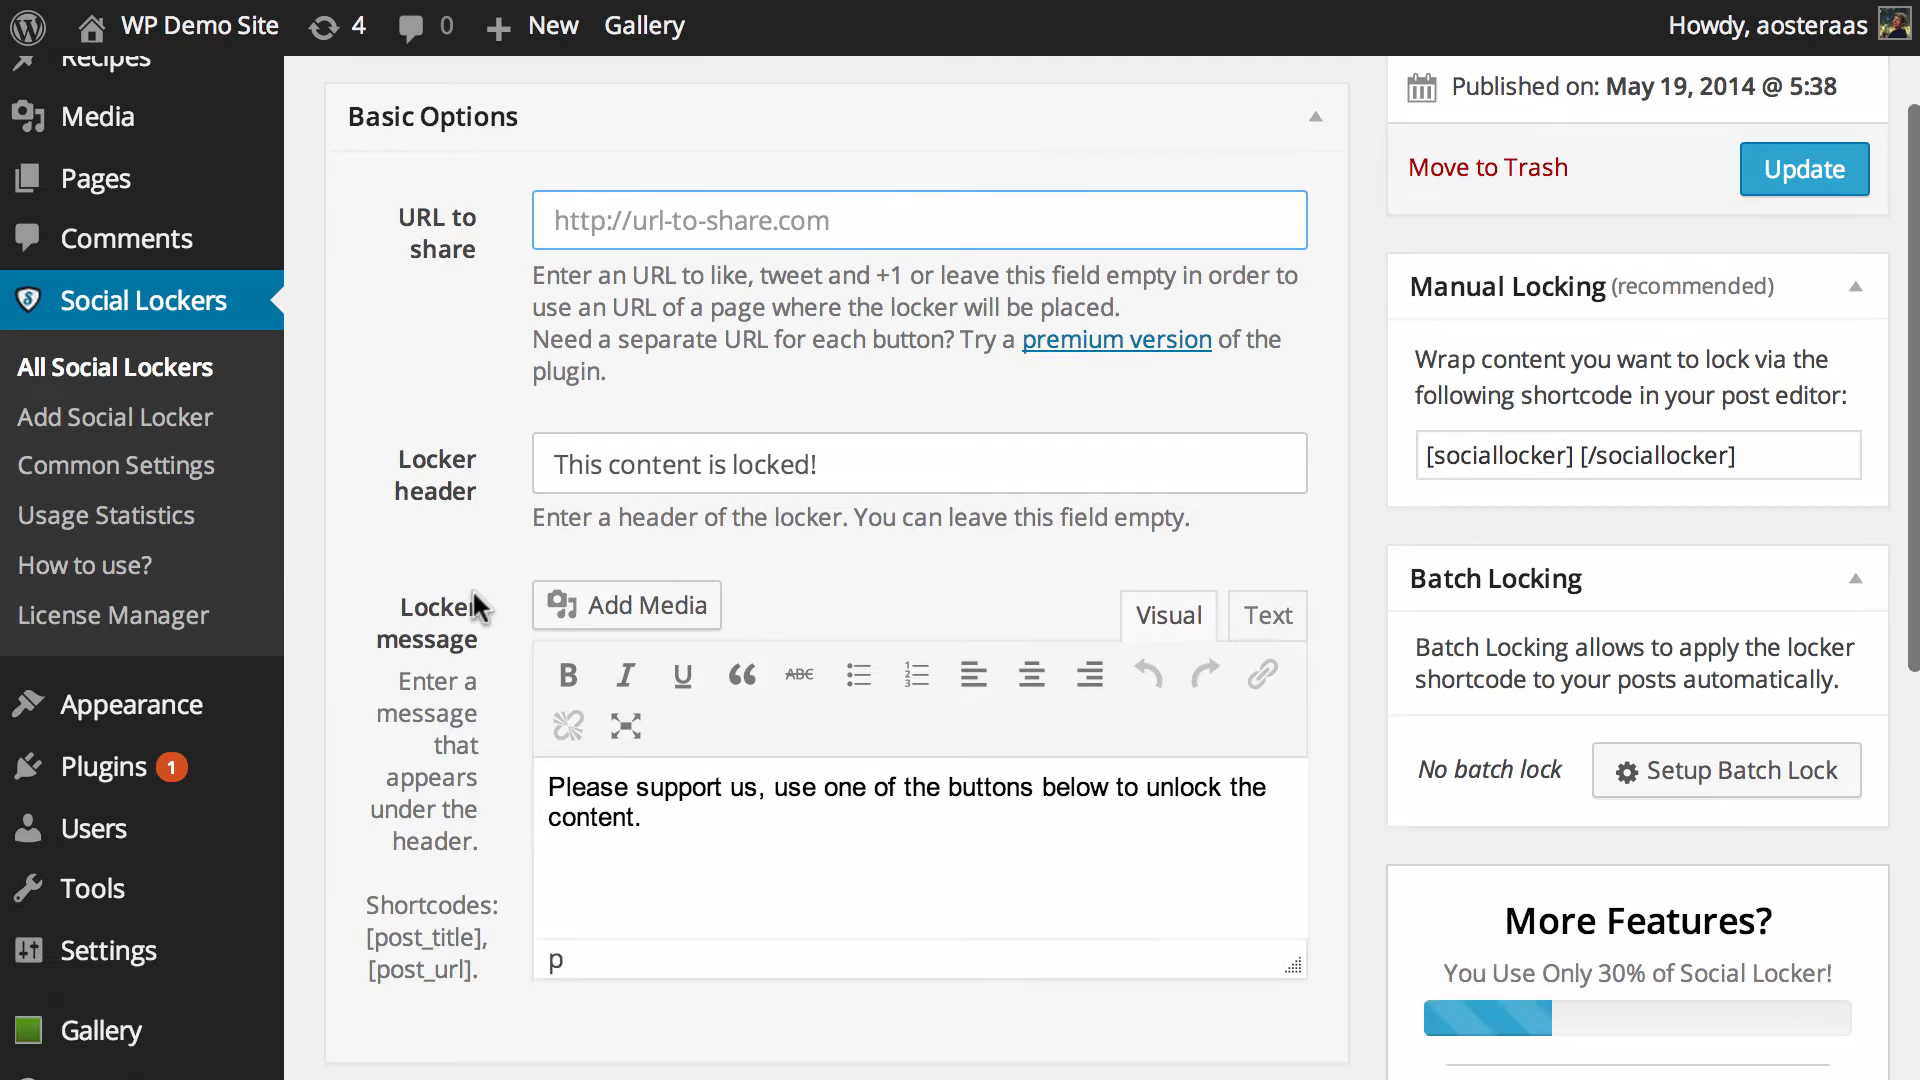 WP Demo Site
4
0
New
Gallery
Howdy, aosteraas
Recipes
Media
Pages
Comments
Social Lockers
All Social Lockers
Add Social Locker
Common Settings
Usage Statistics
How to use?
License Manager
Appearance
Plugins 1
Users
Tools
Settings
Gallery
Basic Options
URL to
share
http://url-to-share.com
Enter an URL to like, tweet and +1 or leave this field empty in order to
use an URL of a page where the locker will be placed.
Need a separate URL for each button? Try a premium version of the
plugin.
Locker
header
This content is locked!
Enter a header of the locker. You can leave this field empty.
Locker
message
Enter a
message
that
appears
under the
header.
Shortcodes:
[post_title],
[post_url].
Add Media
Visual
Text
B I U ABC
Please support us, use one of the buttons below to unlock the
content.
p
Published on: May 19, 2014 @ 5:38
Move to Trash
Update
Manual Locking (recommended)
Wrap content you want to lock via the
following shortcode in your post editor:
[sociallocker] [/sociallocker]
Batch Locking
Batch Locking allows to apply the locker
shortcode to your posts automatically.
No batch lock
Setup Batch Lock
More Features?
You Use Only 30% of Social Locker!